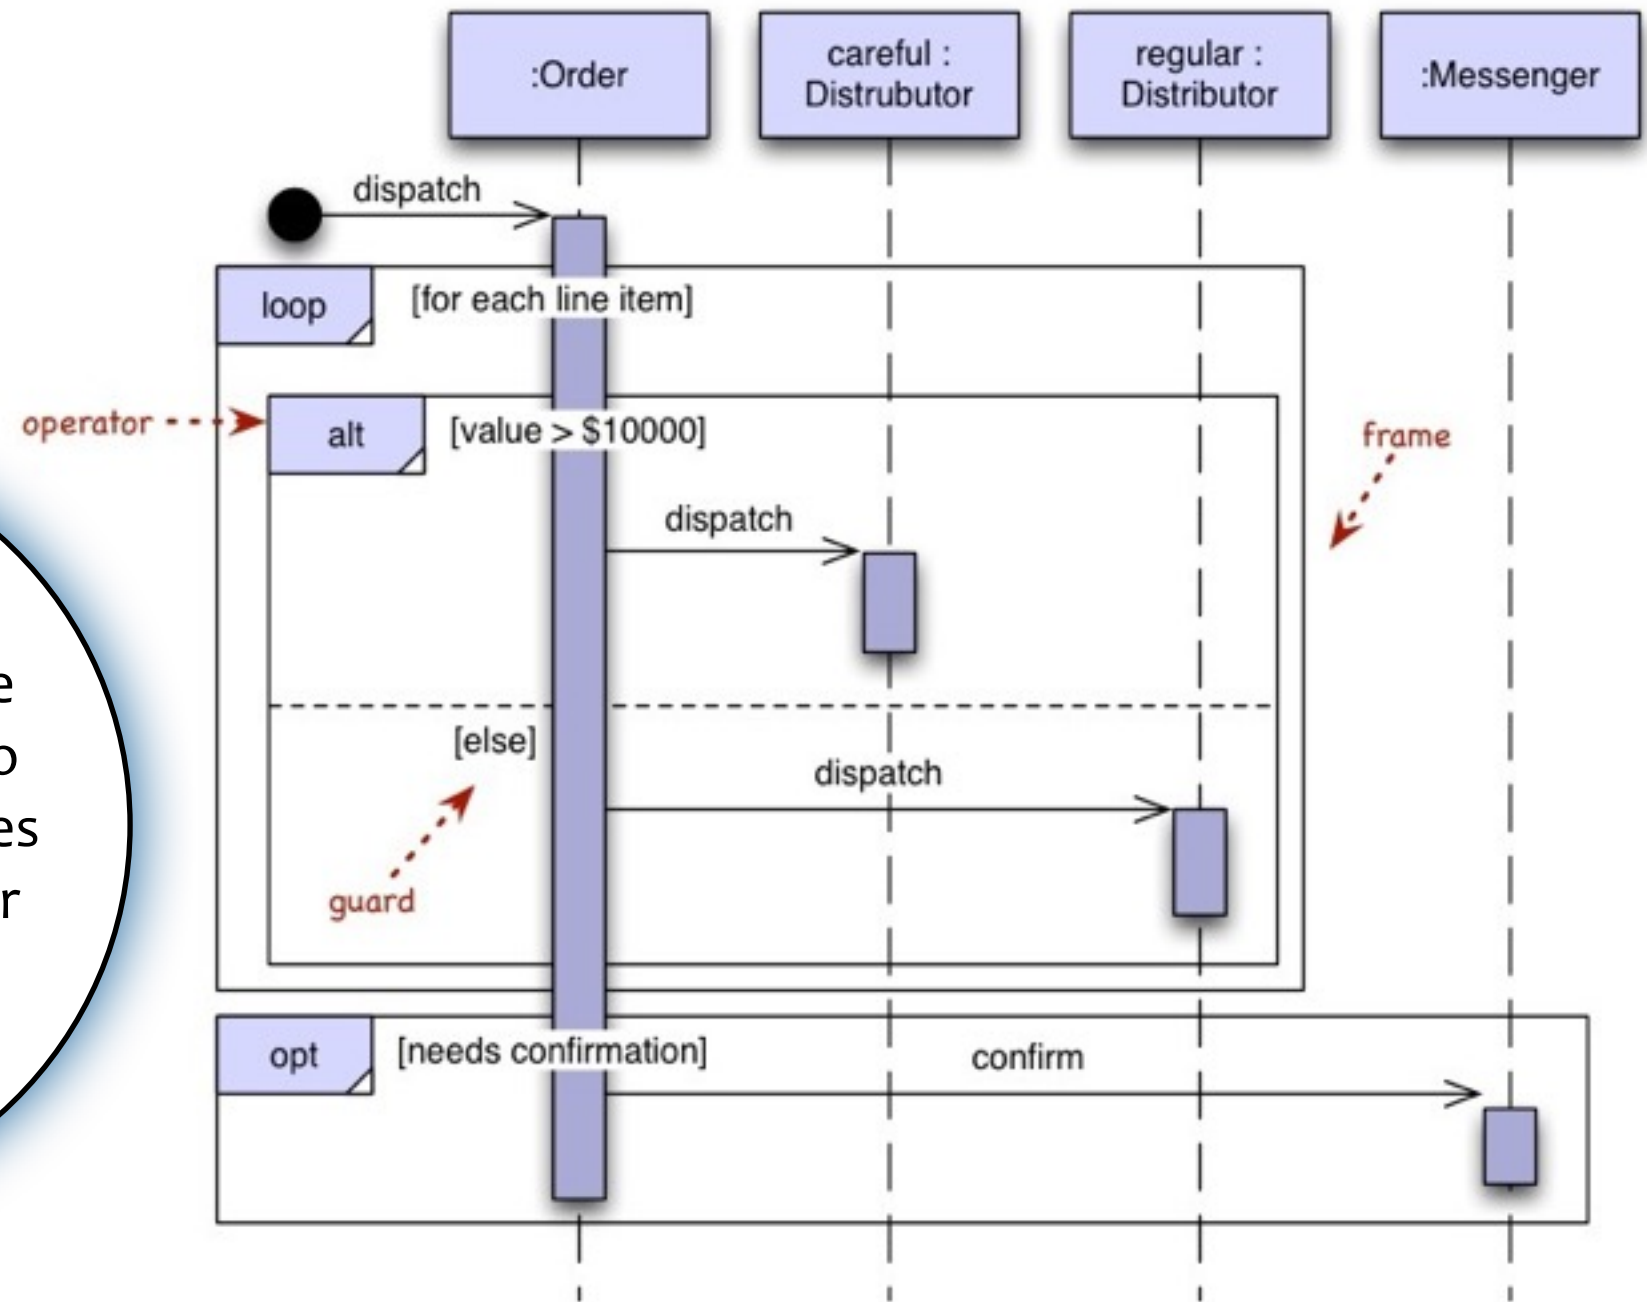 :Order
careful :
Distrubutor
regular :
Distributor
:Messenger
dispatch
loop
[for each line item]
operator
alt
[value > $10000]
frame
dispatch
[else]
dispatch
guard
opt
[needs confirmation]
confirm
e
o
es
r